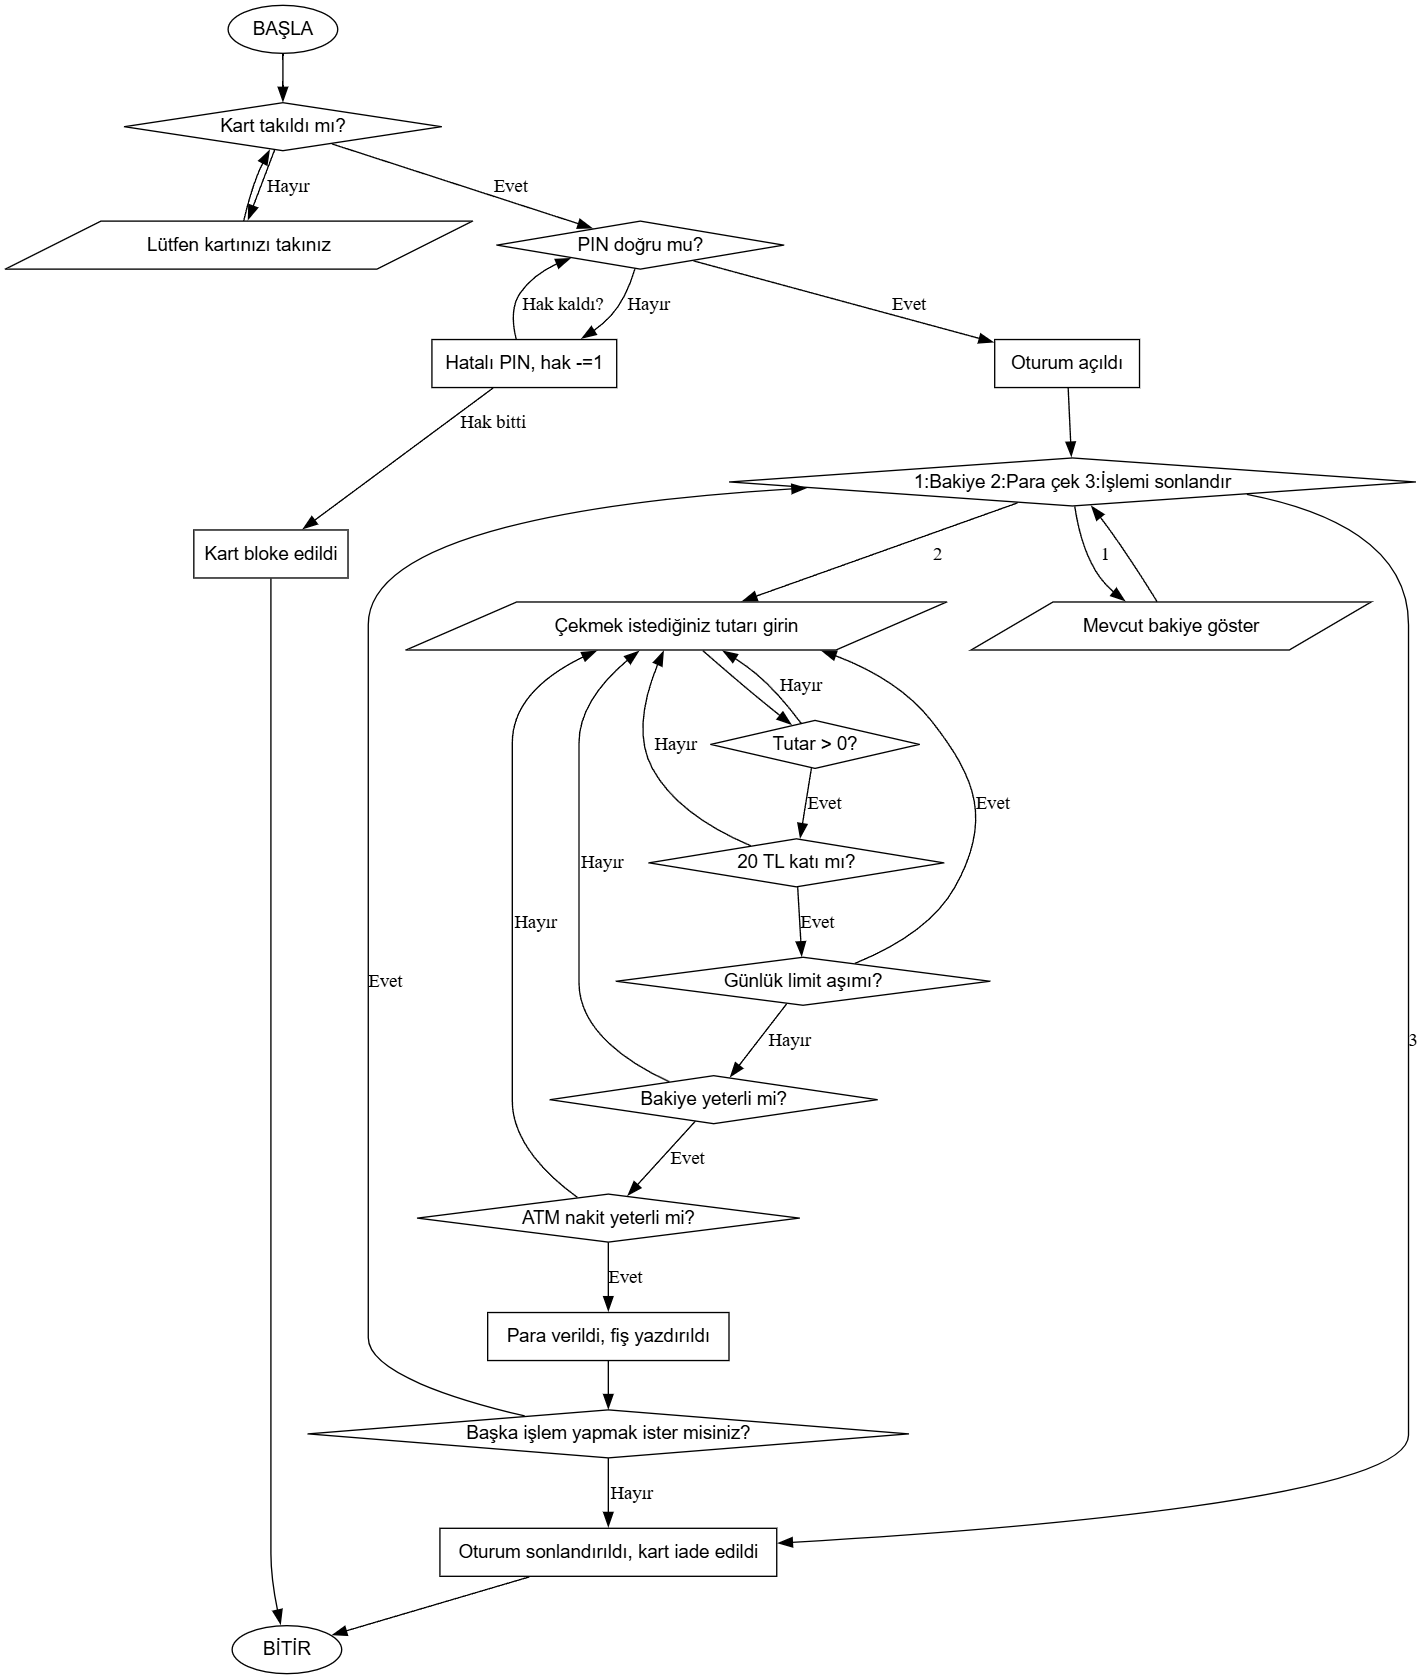 BAŞLA
Kart takıldı mı?
Hayır
Evet
Lütfen kartınızı takınız
PIN doğru mu?
Hak kaldı?
Hayır
Evet
Hatalı PIN, hak -=1
Oturum açıldı
Hak bitti
1:Bakiye 2:Para çek 3:İşlemi sonlandır
Kart bloke edildi
2
1
Çekmek istediğiniz tutarı girin
Mevcut bakiye göster
Hayır
Hayır
Tutar > 0?
Evet
Evet
Hayır
20 TL katı mı?
Hayır
Evet
Evet
Günlük limit aşımı?
Hayır
3
Bakiye yeterli mi?
Evet
ATM nakit yeterli mi?
Evet
Para verildi, fiş yazdırıldı
Başka işlem yapmak ister misiniz?
Hayır
Oturum sonlandırıldı, kart iade edildi
BİTİR